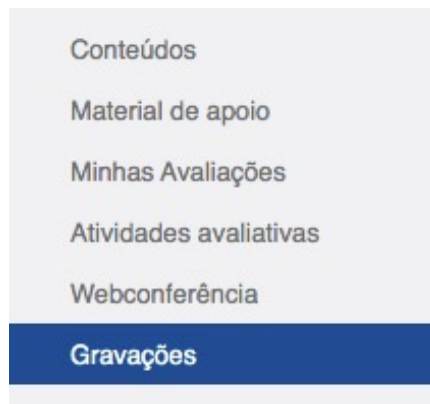 Conteúdos
Material de apoio
Minhas Avaliações
Atividades avaliativas
Webconferência
Gravações